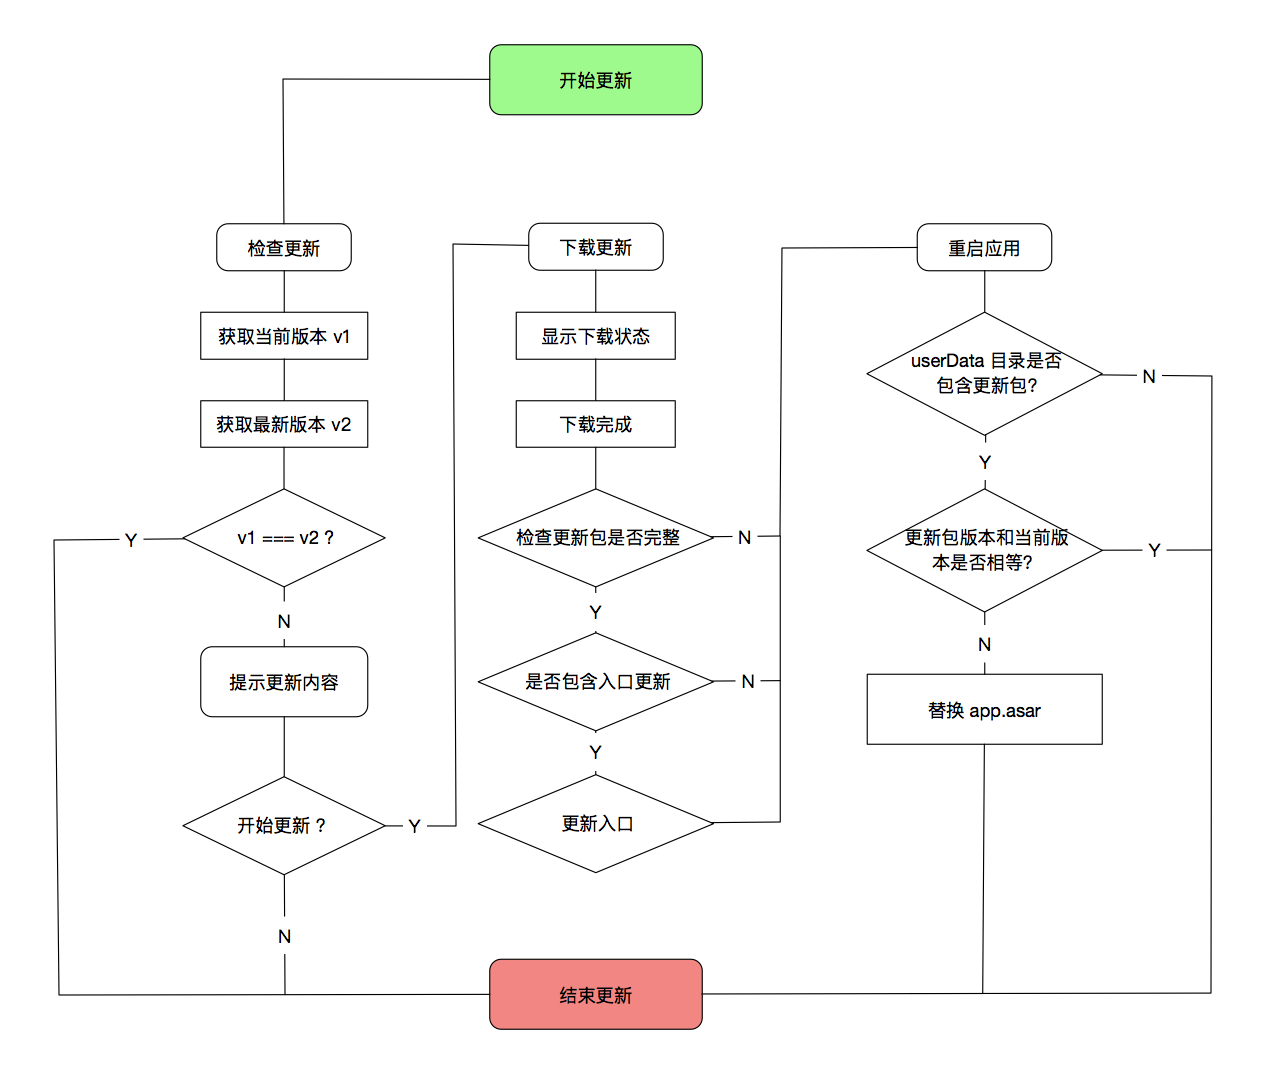 开始更新
检查更新
获取当前版本 v1
获取最新版本 v2
v1 === v2 ?
Y
N
提示更新内容
开始更新 ?
Y
N
下载更新
显示下载状态
下载完成
检查更新包是否完整
N
Y
是否包含入口更新
N
Y
更新入口
重启应用
userData 目录是否
包含更新包?
N
Y
更新包版本和当前版
本是否相等?
Y
N
替换 app.asar
结束更新